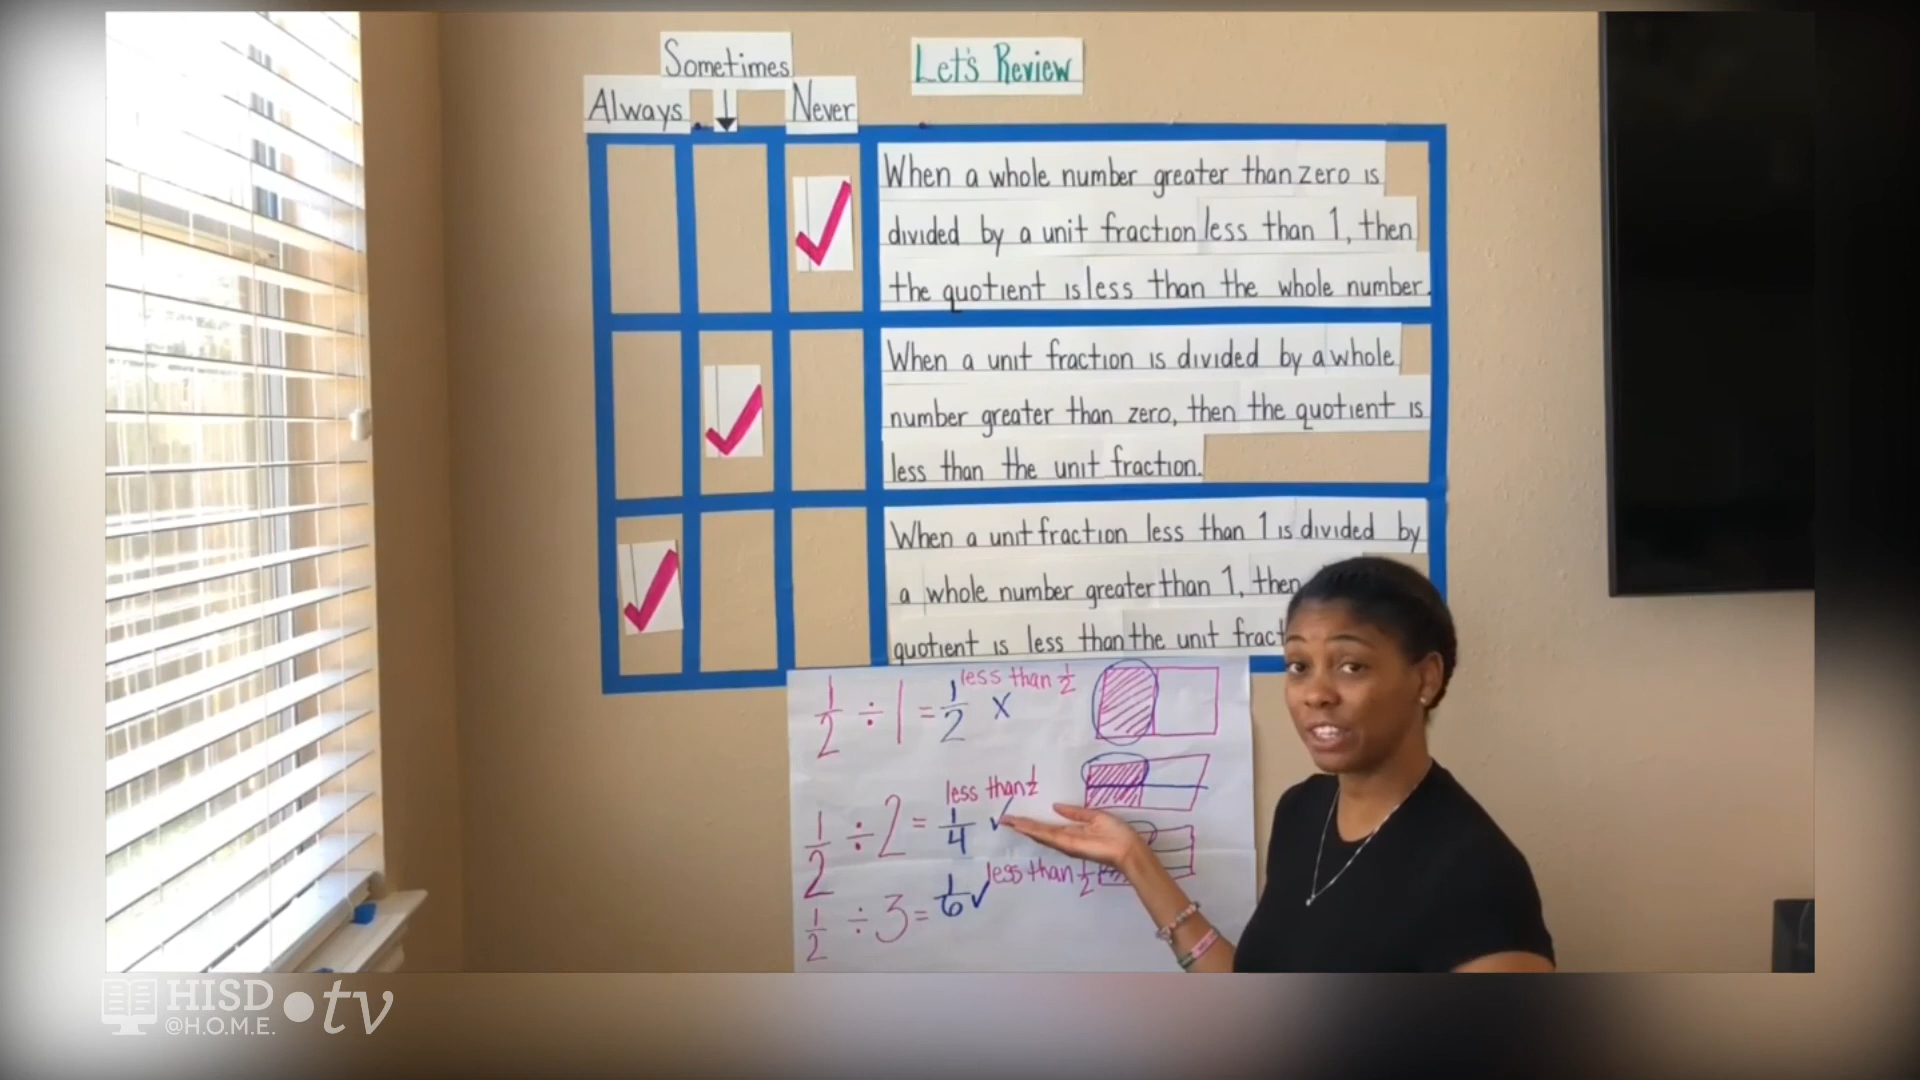 Let's Review
Always
Sometimes
Never
When a whole number greater than zero is
divided by a unit fraction less than 1, then
the quotient is less than the whole number.
When a unit fraction is divided by a whole
number greater than zero, then the quotient is
less than the unit fraction.
When a unit fraction less than 1 is divided by
a whole number greater than 1, then
quotient is less than the unit
less than 1/2
1/2 ÷ 1 = 1/2 X
less than 1/2
1/2 ÷ 2 = 1/4 ✓
less than 1/2
1/2 ÷ 3 = 1/6 ✓
HISD
@H.O.M.E.
.tv